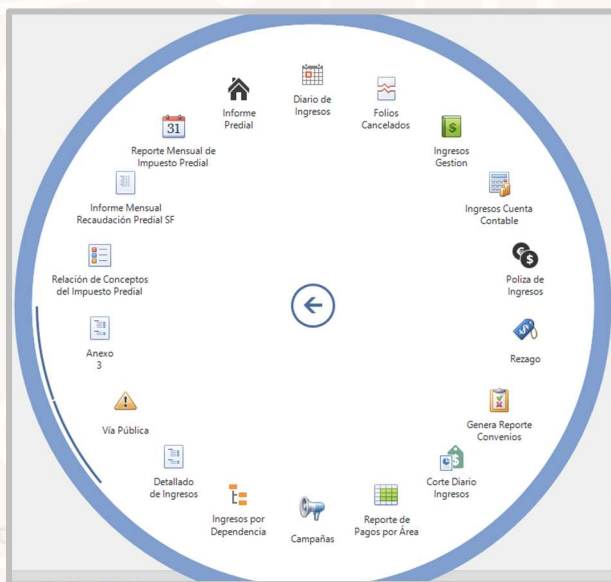 Diario de
Ingresos
Folios
Cancelados
Ingresos
Gestion
Ingresos Cuenta
Contable
Poliza de
Ingresos
Rezago
Genera Reporte
Convenios
Corte Diario
Ingresos
Reporte de
Pagos por Área
Campañas
Ingresos por
Dependencia
Detallado
de Ingresos
Vía Pública
Anexo
3
Relación de Conceptos
del Impuesto Predial
Informe Mensual
Recaudación Predial SF
31
Reporte Mensual de
Impuesto Predial
Informe
Predial